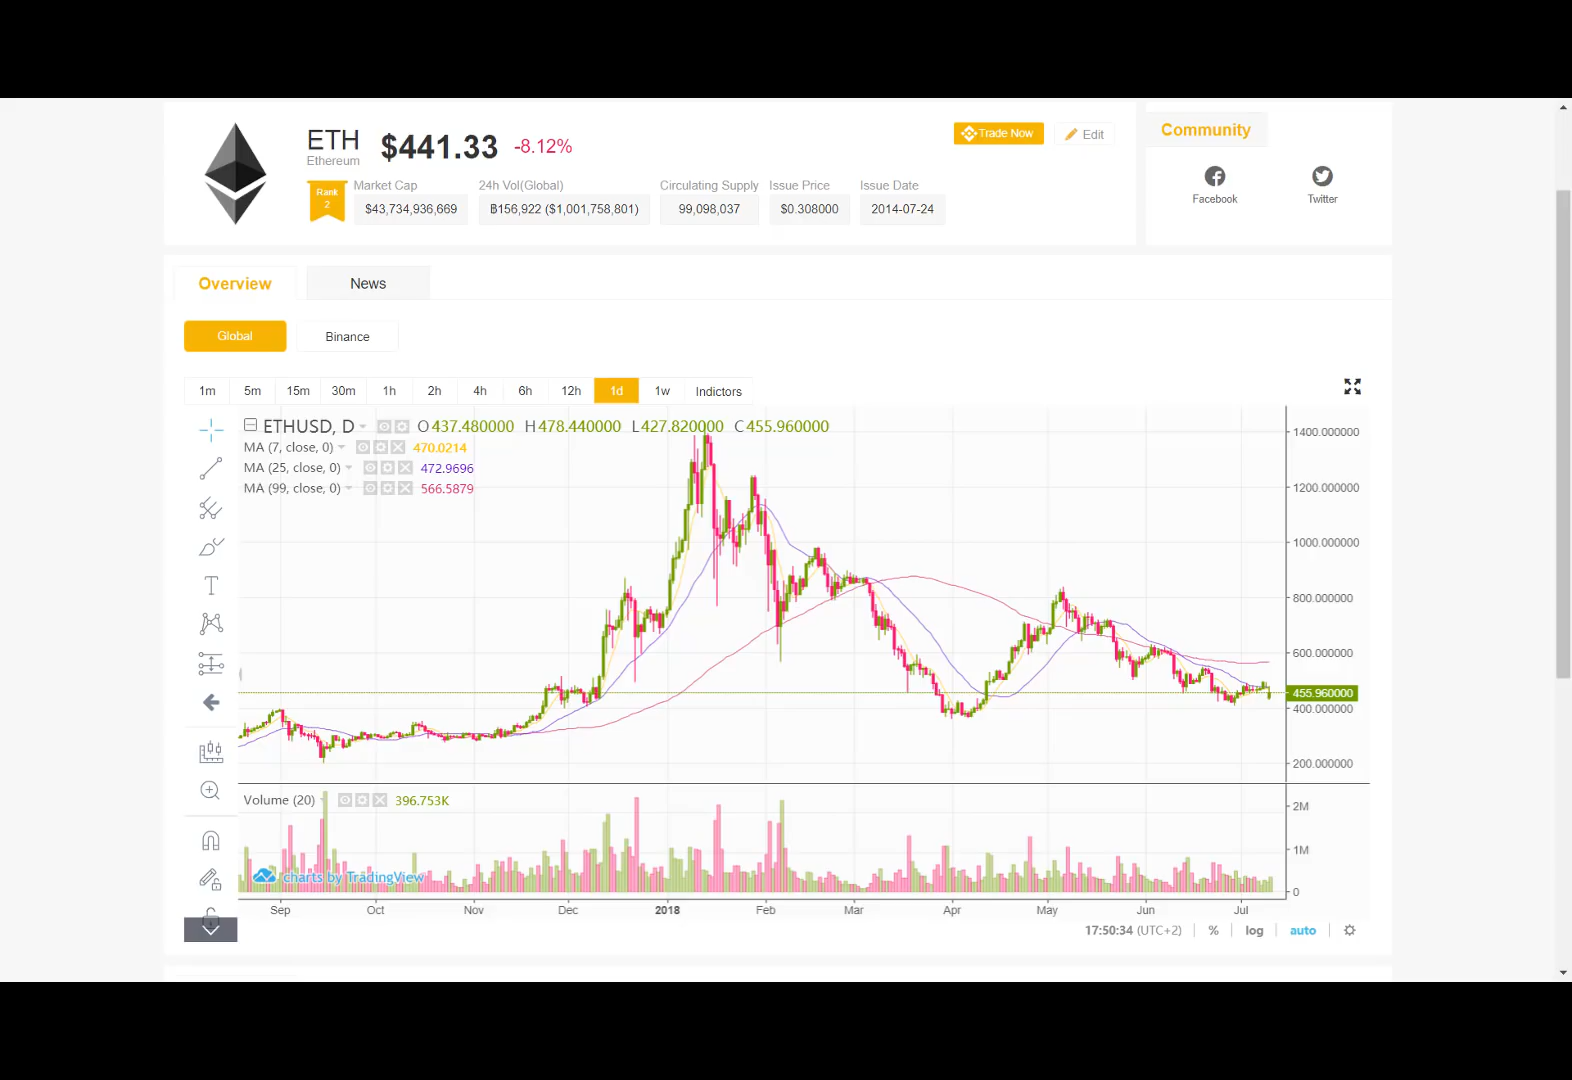 ETH $441.33 -8.12%
Ethereum
Trade Now Edit
Community
Facebook Twitter
Rank
2
Market Cap 24h Vol(Global) Circulating Supply Issue Price Issue Date
$43,734,936,669 ฿156,922 ($1,001,758,801) 99,098,037 $0.308000 2014-07-24
Overview News
Global Binance
1m 5m 15m 30m 1h 2h 4h 6h 12h 1d 1w Indictors
ETHUSD, D O437.480000 H478.440000 L427.820000 C455.960000
MA (7, close, 0) 470.0214
MA (25, close, 0) 472.9696
MA (99, close, 0) 566.5879
1400.000000
1200.000000
1000.000000
800.000000
600.000000
455.960000
400.000000
200.000000
Volume (20) 396.753K
2M
1M
0
charts by TradingView
Sep Oct Nov Dec 2018 Feb Mar Apr May Jun Jul
17:50:34 (UTC+2) % log auto